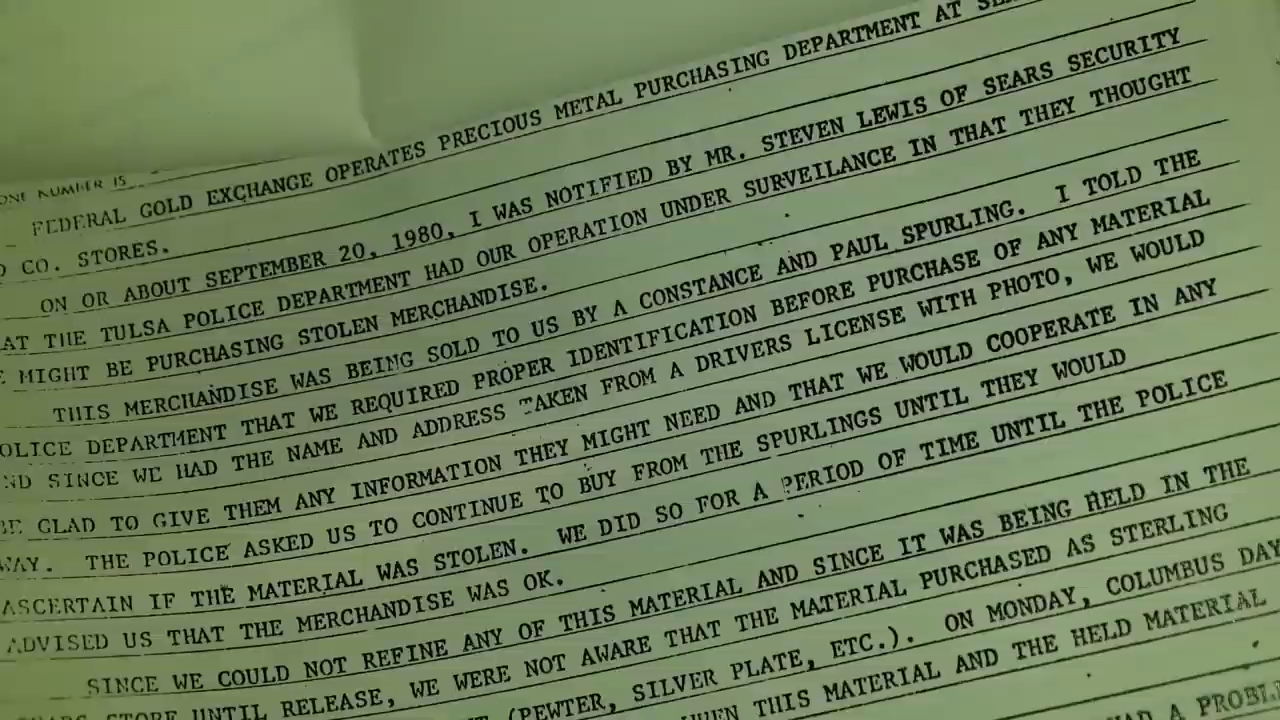 ONE NUMBER IS
FEDERAL GOLD EXCHANGE OPERATES PRECIOUS METAL PURCHASING DEPARTMENT AT
CO. STORES.
ON OR ABOUT SEPTEMBER 20, 1980, I WAS NOTIFIED BY MR. STEVEN LEWIS OF SEARS SECURITY
AT THE TULSA POLICE DEPARTMENT HAD OUR OPERATION UNDER SURVEILANCE IN THAT THEY THOUGHT
MIGHT BE PURCHASING STOLEN MERCHANDISE.
THIS MERCHANDISE WAS BEING SOLD TO US BY A CONSTANCE AND PAUL SPURLING. I TOLD THE
OLICE DEPARTMENT THAT WE REQUIRED PROPER IDENTIFICATION BEFORE PURCHASE OF ANY MATERIAL
ND SINCE WE HAD THE NAME AND ADDRESS TAKEN FROM A DRIVERS LICENSE WITH PHOTO, WE WOULD
BE GLAD TO GIVE THEM ANY INFORMATION THEY MIGHT NEED AND THAT WE WOULD COOPERATE IN ANY
WAY. THE POLICE ASKED US TO CONTINUE TO BUY FROM THE SPURLINGS UNTIL THEY WOULD
ASCERTAIN IF THE MATERIAL WAS STOLEN. WE DID SO FOR A PERIOD OF TIME UNTIL THE POLICE
ADVISED US THAT THE MERCHANDISE WAS OK.
SINCE WE COULD NOT REFINE ANY OF THIS MATERIAL AND SINCE IT WAS BEING HELD IN THE
STORE UNTIL RELEASE, WE WERE NOT AWARE THAT THE MATERIAL PURCHASED AS STERLING
(PEWTER, SILVER PLATE, ETC.). ON MONDAY, COLUMBUS DAY
WHEN THIS MATERIAL AND THE HELD MATERIAL
HAD A PROBL